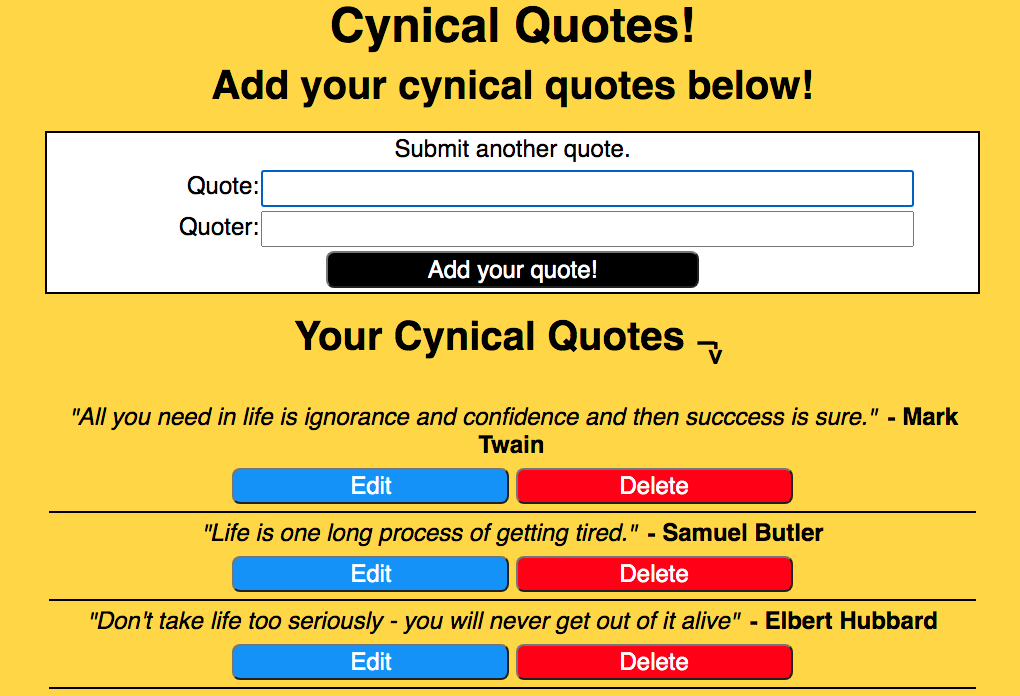 Cynical Quotes!
Add your cynical quotes below!
Submit another quote.
Quote:
Quoter:
Add your quote!
Your Cynical Quotes ¬v
"All you need in life is ignorance and confidence and then succcess is sure." - Mark
Twain
Edit Delete
"Life is one long process of getting tired." - Samuel Butler
Edit Delete
"Don't take life too seriously - you will never get out of it alive" - Elbert Hubbard
Edit Delete